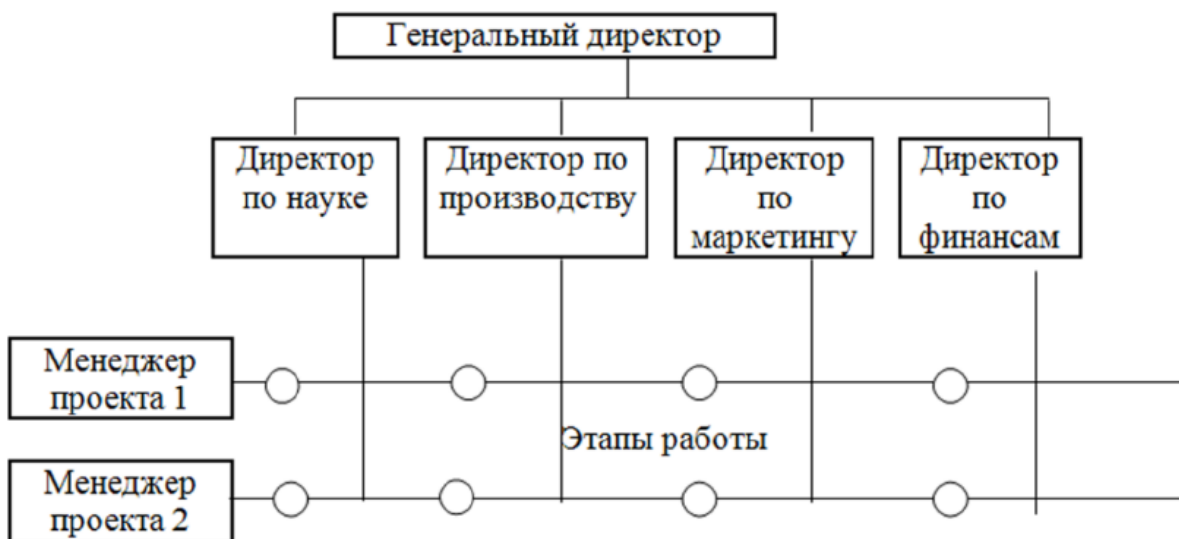 Генеральный директор
Директор
по науке
Директор по
производству
Директор
по
маркетингу
Директор
по
финансам
Менеджер
проекта 1
Этапы работы
Менеджер
проекта 2